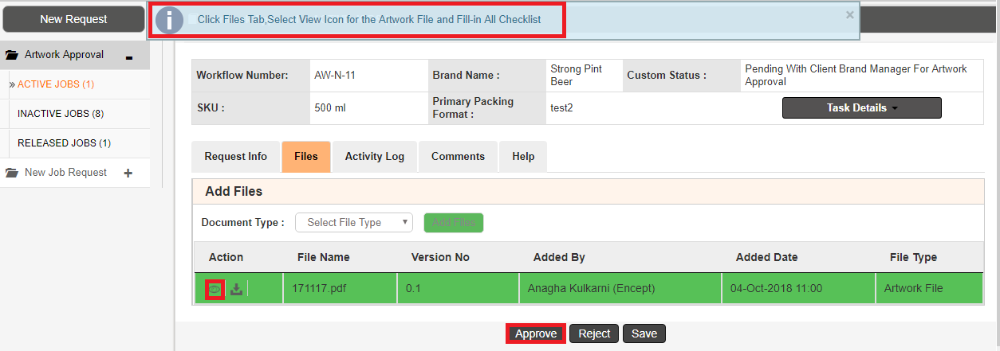 New Request
Click Files Tab,Select View Icon for the Artwork File and Fill-in All Checklist
×
Artwork Approval
» ACTIVE JOBS (1)
INACTIVE JOBS (8)
RELEASED JOBS (1)
New Job Request +
Workflow Number: AW-N-11 Brand Name : Strong Pint Custom Status : Pending With Client Brand Manager For Artwork
Beer Approval
SKU : 500 ml Primary Packing test2 Task Details
Format :
Request Info Files Activity Log Comments Help
Add Files
Document Type : Select File Type Add Files
Action File Name Version No Added By Added Date File Type
171117.pdf 0.1 Anagha Kulkarni (Encept) 04-Oct-2018 11:00 Artwork File
Approve Reject Save